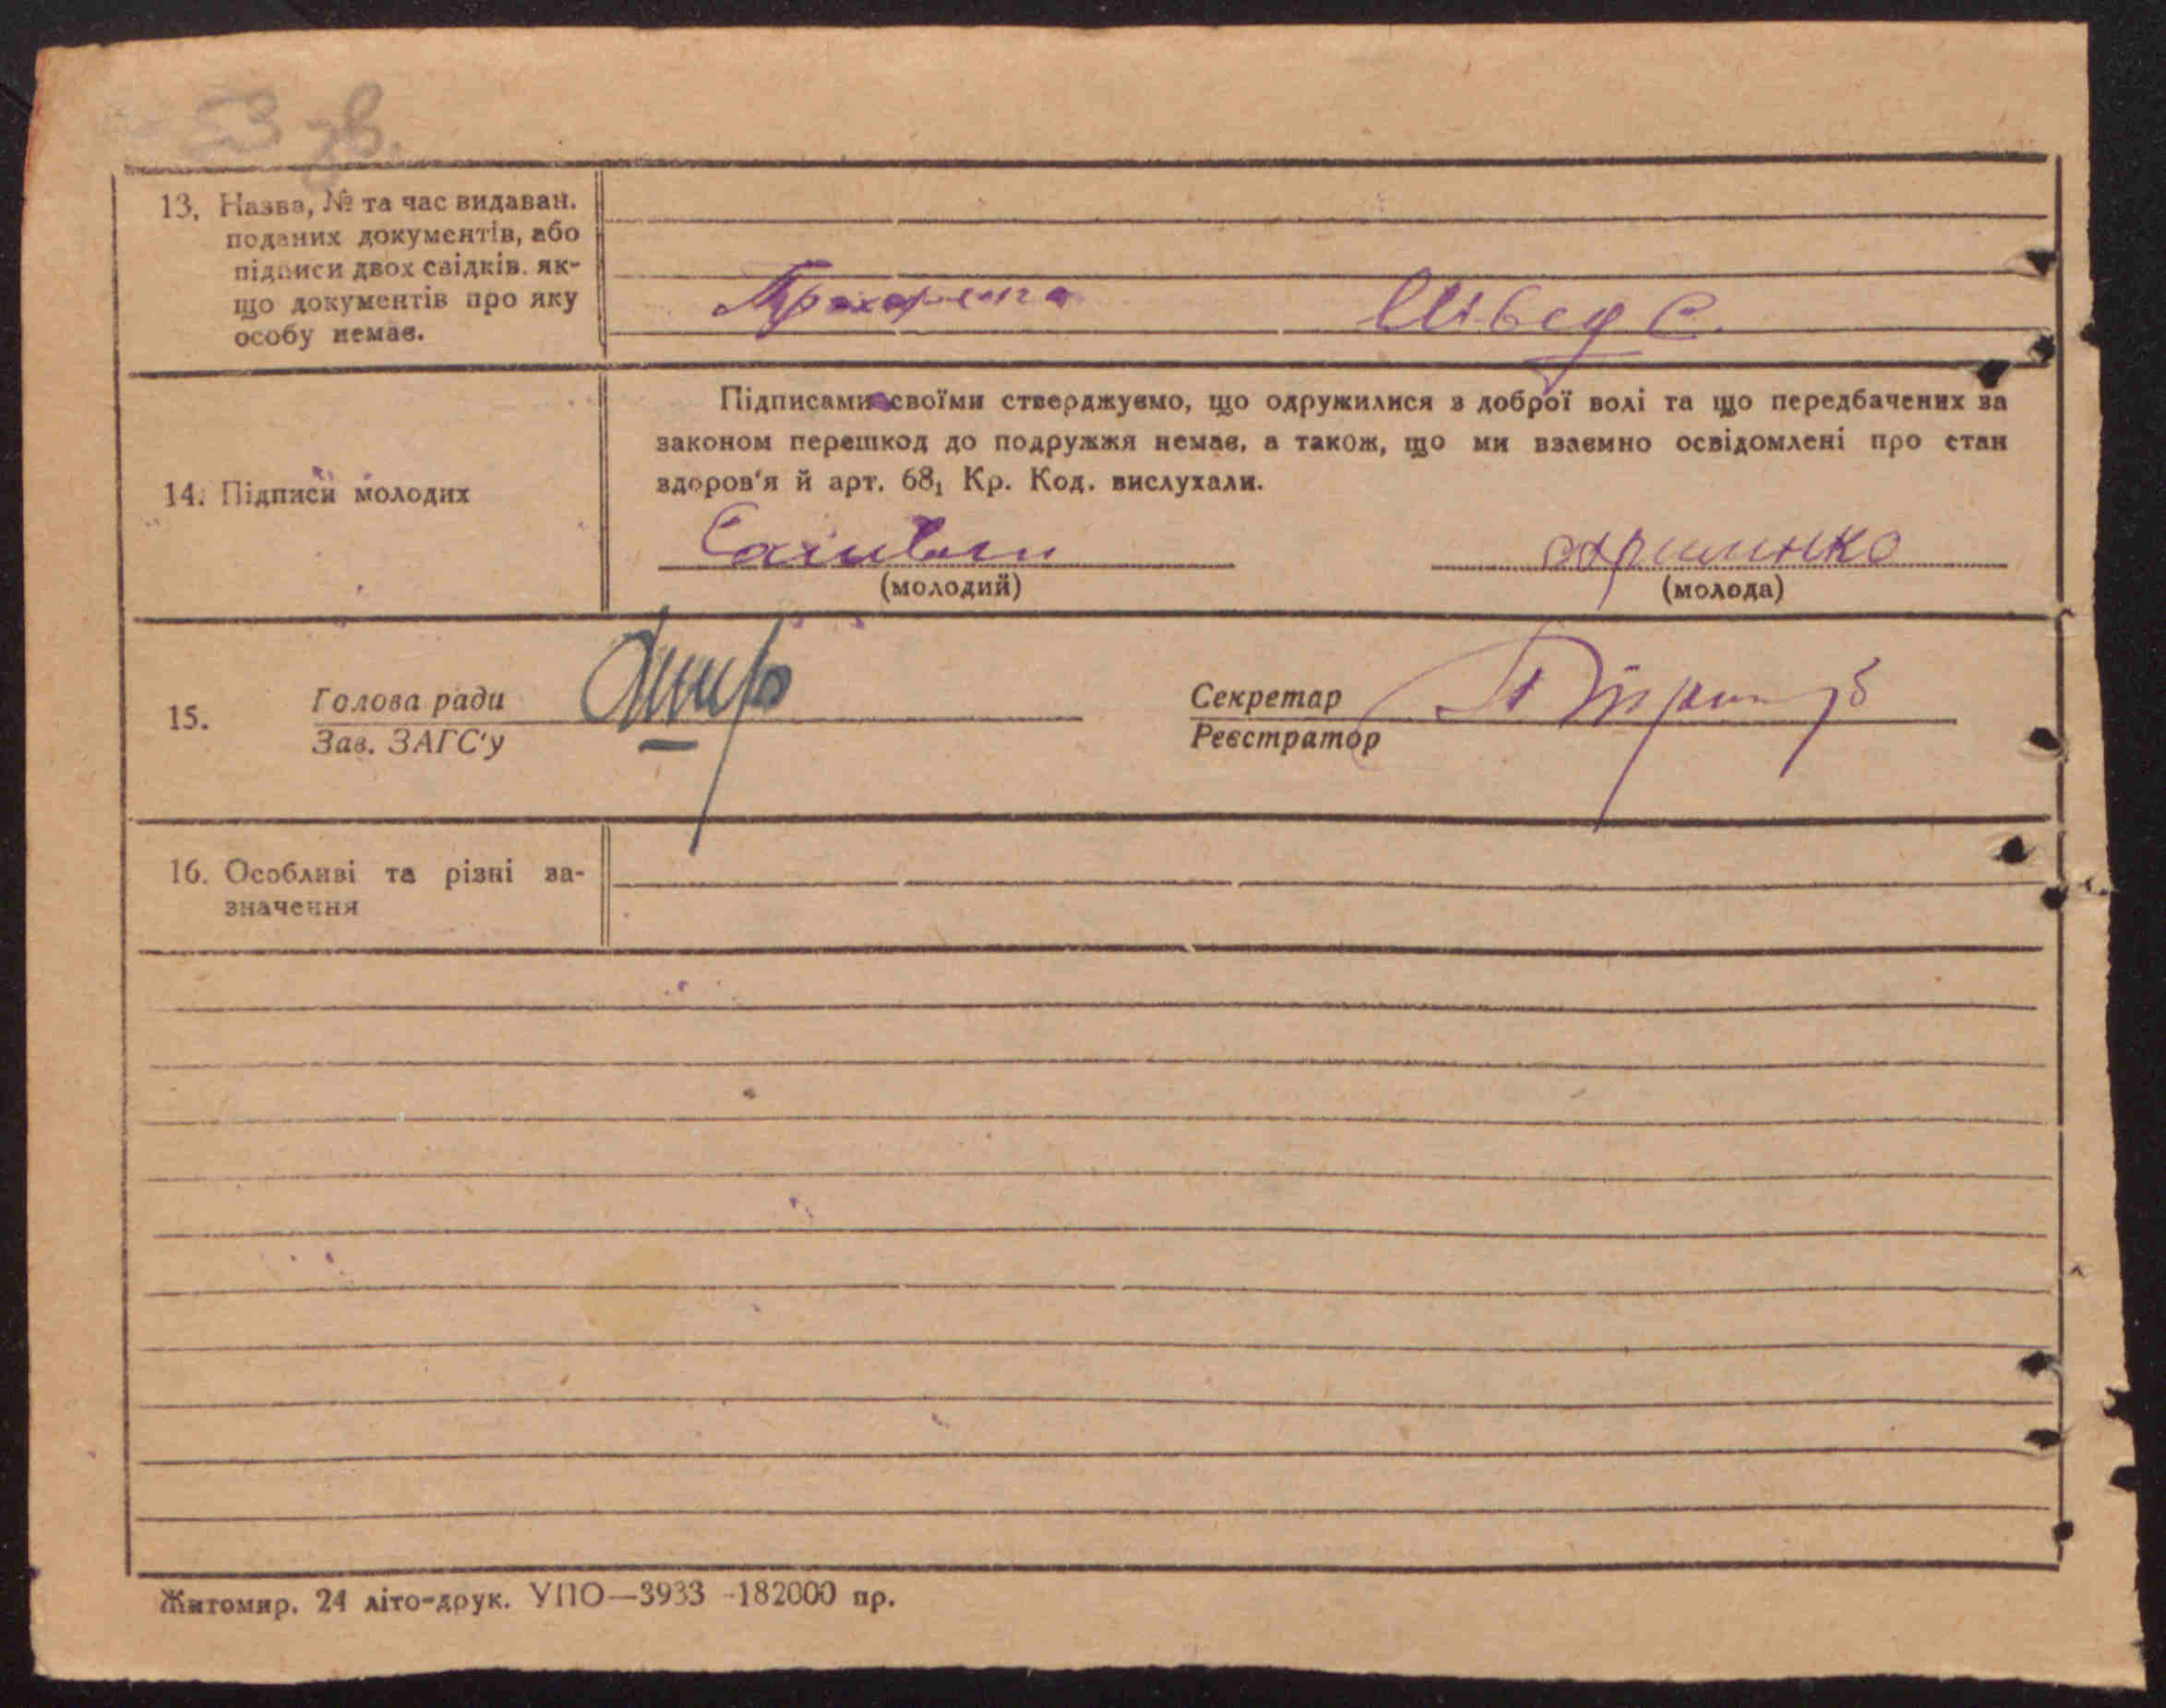 53 зв.
13. Назва, № та час видаван.
поданих документів, або
підписи двох свідків. як-
що документів про яку
особу немає.
Швед С.
Підписами своїми стверджуємо, що одружилися з доброї волі та що передбачених за
законом перешкод до подружжя немає, а також, що ми взаємно освідомлені про стан
здоров'я й арт. 68₁ Кр. Код. вислухали.
14. Підписи молодих
(молодий) (молода)
15. Голова ради Секретар
Зав. ЗАГС'у Реєстратор
16. Особливі та різні за-
значення
Житомир. 24 літо-друк. УПО—3933 -182000 пр.